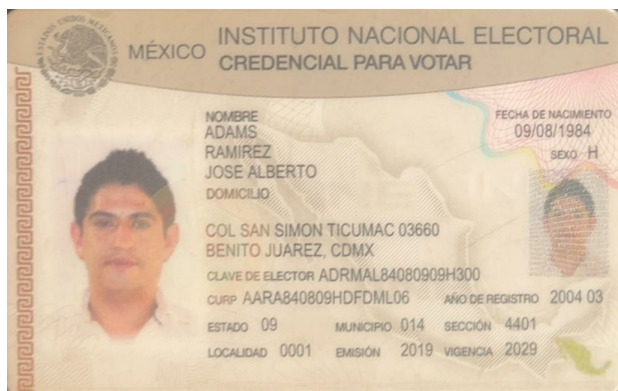 MÉXICO
INSTITUTO NACIONAL ELECTORAL
CREDENCIAL PARA VOTAR
NOMBRE
ADAMS
RAMIREZ
JOSE ALBERTO
FECHA DE NACIMIENTO
09/08/1984
SEXO H
DOMICILIO
COL SAN SIMON TICUMAC 03660
BENITO JUAREZ, CDMX
CLAVE DE ELECTOR ADRMAL84080909H300
CURP AARA840809HDFDML06 AÑO DE REGISTRO 2004 03
ESTADO 09 MUNICIPIO 014 SECCIÓN 4401
LOCALIDAD 0001 EMISIÓN 2019 VIGENCIA 2029